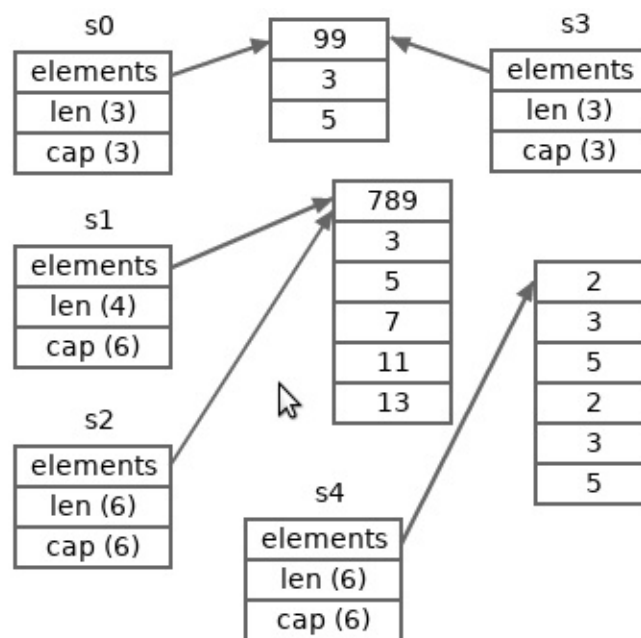 s0
elements
len (3)
cap (3)
99
3
5
s3
elements
len (3)
cap (3)
s1
elements
len (4)
cap (6)
789
3
5
7
11
13
s2
elements
len (6)
cap (6)
s4
elements
len (6)
cap (6)
2
3
5
2
3
5